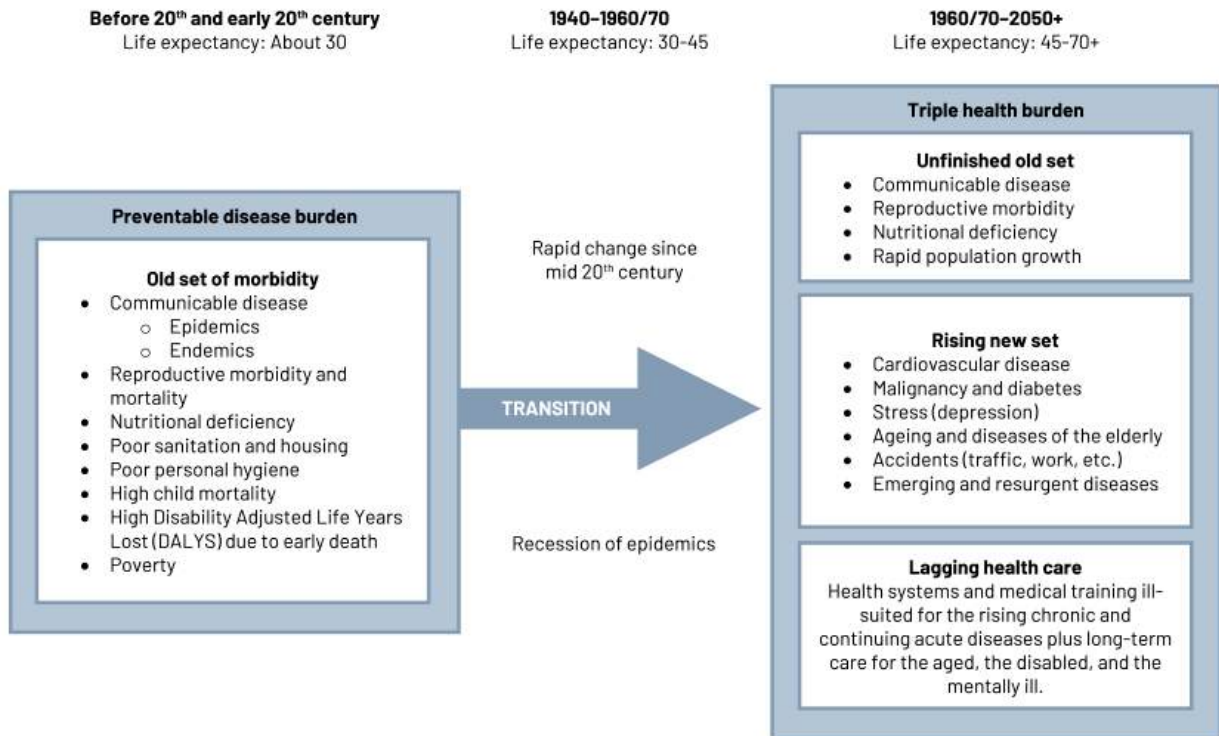 Before 20th and early 20th century
Life expectancy: About 30
1940–1960/70
Life expectancy: 30-45
1960/70–2050+
Life expectancy: 45-70+
Preventable disease burden
Old set of morbidity
• Communicable disease
o Epidemics
o Endemics
• Reproductive morbidity and
mortality
• Nutritional deficiency
• Poor sanitation and housing
• Poor personal hygiene
• High child mortality
• High Disability Adjusted Life Years
Lost (DALYS) due to early death
• Poverty
Rapid change since
mid 20th century
TRANSITION
Recession of epidemics
Triple health burden
Unfinished old set
• Communicable disease
• Reproductive morbidity
• Nutritional deficiency
• Rapid population growth
Rising new set
• Cardiovascular disease
• Malignancy and diabetes
• Stress (depression)
• Ageing and diseases of the elderly
• Accidents (traffic, work, etc.)
• Emerging and resurgent diseases
Lagging health care
Health systems and medical training ill-
suited for the rising chronic and
continuing acute diseases plus long-term
care for the aged, the disabled, and the
mentally ill.